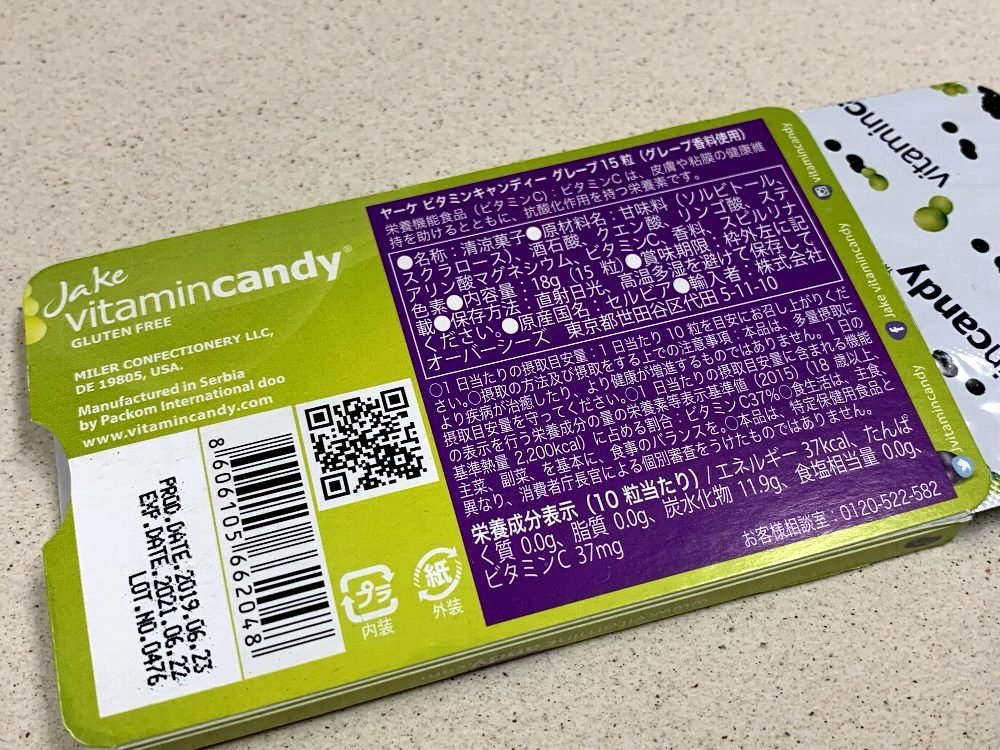 Jake
vitamincandy®
GLUTEN FREE
MILER CONFECTIONERY LLC,
DE 19805, USA.
Manufactured in Serbia
by Packom International doo
www.vitamincandy.com
PROD.DATE.2019.06.23
EXP.DATE.2021.06.22
LOT.NO.0476
8606105662048
プラ
内装
紙
外装
ヤーケ ビタミンキャンディー グレープ15粒（グレープ香料使用）
栄養機能食品（ビタミンC）：ビタミンCは、皮膚や粘膜の健康維
持を助けるとともに、抗酸化作用を持つ栄養素です。
●名称：清涼菓子●原材料名：甘味料（ソルビトール、
スクラロース）、酒石酸、クエン酸、リンゴ酸、ステ
アリン酸マグネシウム、ビタミンC、香料、スピルリナ
色素●内容量：18g（15粒）●賞味期限：枠外左に記
載●保存方法：直射日光、高温多湿を避けて保存して
ください●原産国名：セルビア●輸入者：株式会社
オーバーシーズ 東京都世田谷区代田5-11-10
○1日当たりの摂取目安量：1日当たり10粒を目安にお召し上がりくだ
さい。○摂取の方法及び摂取をする上での注意事項：本品は、多量摂取に
より疾病が治癒したり、より健康が増進するものではありません。1日の
摂取目安量を守ってください。○1日当たりの摂取目安量に含まれる機能
の表示を行う栄養成分の量の栄養素等表示基準値（2015）（18歳以上、
基準熱量2,200kcal）に占める割合：ビタミンC37%○食生活は、主食、
主菜、副菜、を基本に、食事のバランスを。○本品は、特定保健用食品と
異なり、消費者庁長官による個別審査をうけたものではありません。
栄養成分表示（10粒当たり）/ エネルギー 37kcal、たんぱ
く質 0.0g、脂質 0.0g、炭水化物 11.9g、食塩相当量 0.0g、
ビタミンC 37mg
お客様相談室：0120-522-582
vitamincandy
Jake vitamincandy
Jvitamincandy
vitaminc
ncandy™